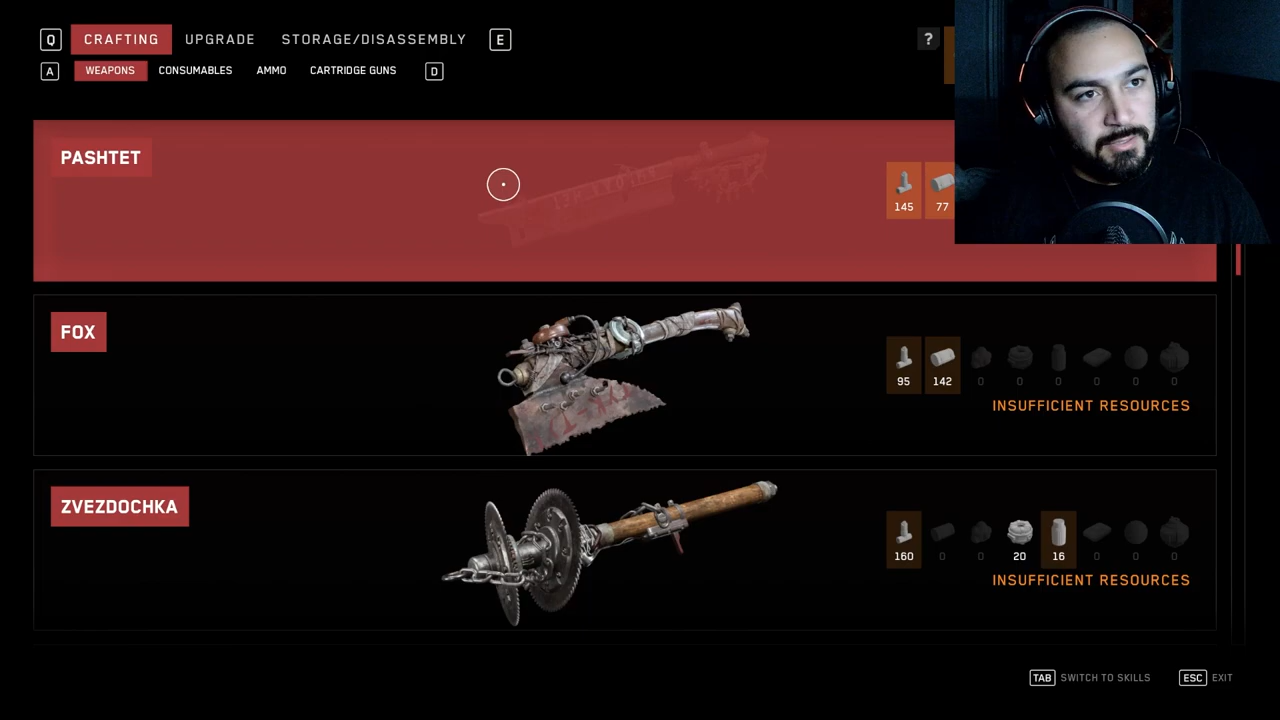 Q CRAFTING UPGRADE STORAGE/DISASSEMBLY E ?
A WEAPONS CONSUMABLES AMMO CARTRIDGE GUNS D
PASHTET
145 77
FOX
95 142 0 0 0 0 0 0
INSUFFICIENT RESOURCES
ZVEZDOCHKA
160 0 0 20 16 0 0 0
INSUFFICIENT RESOURCES
TAB SWITCH TO SKILLS ESC EXIT